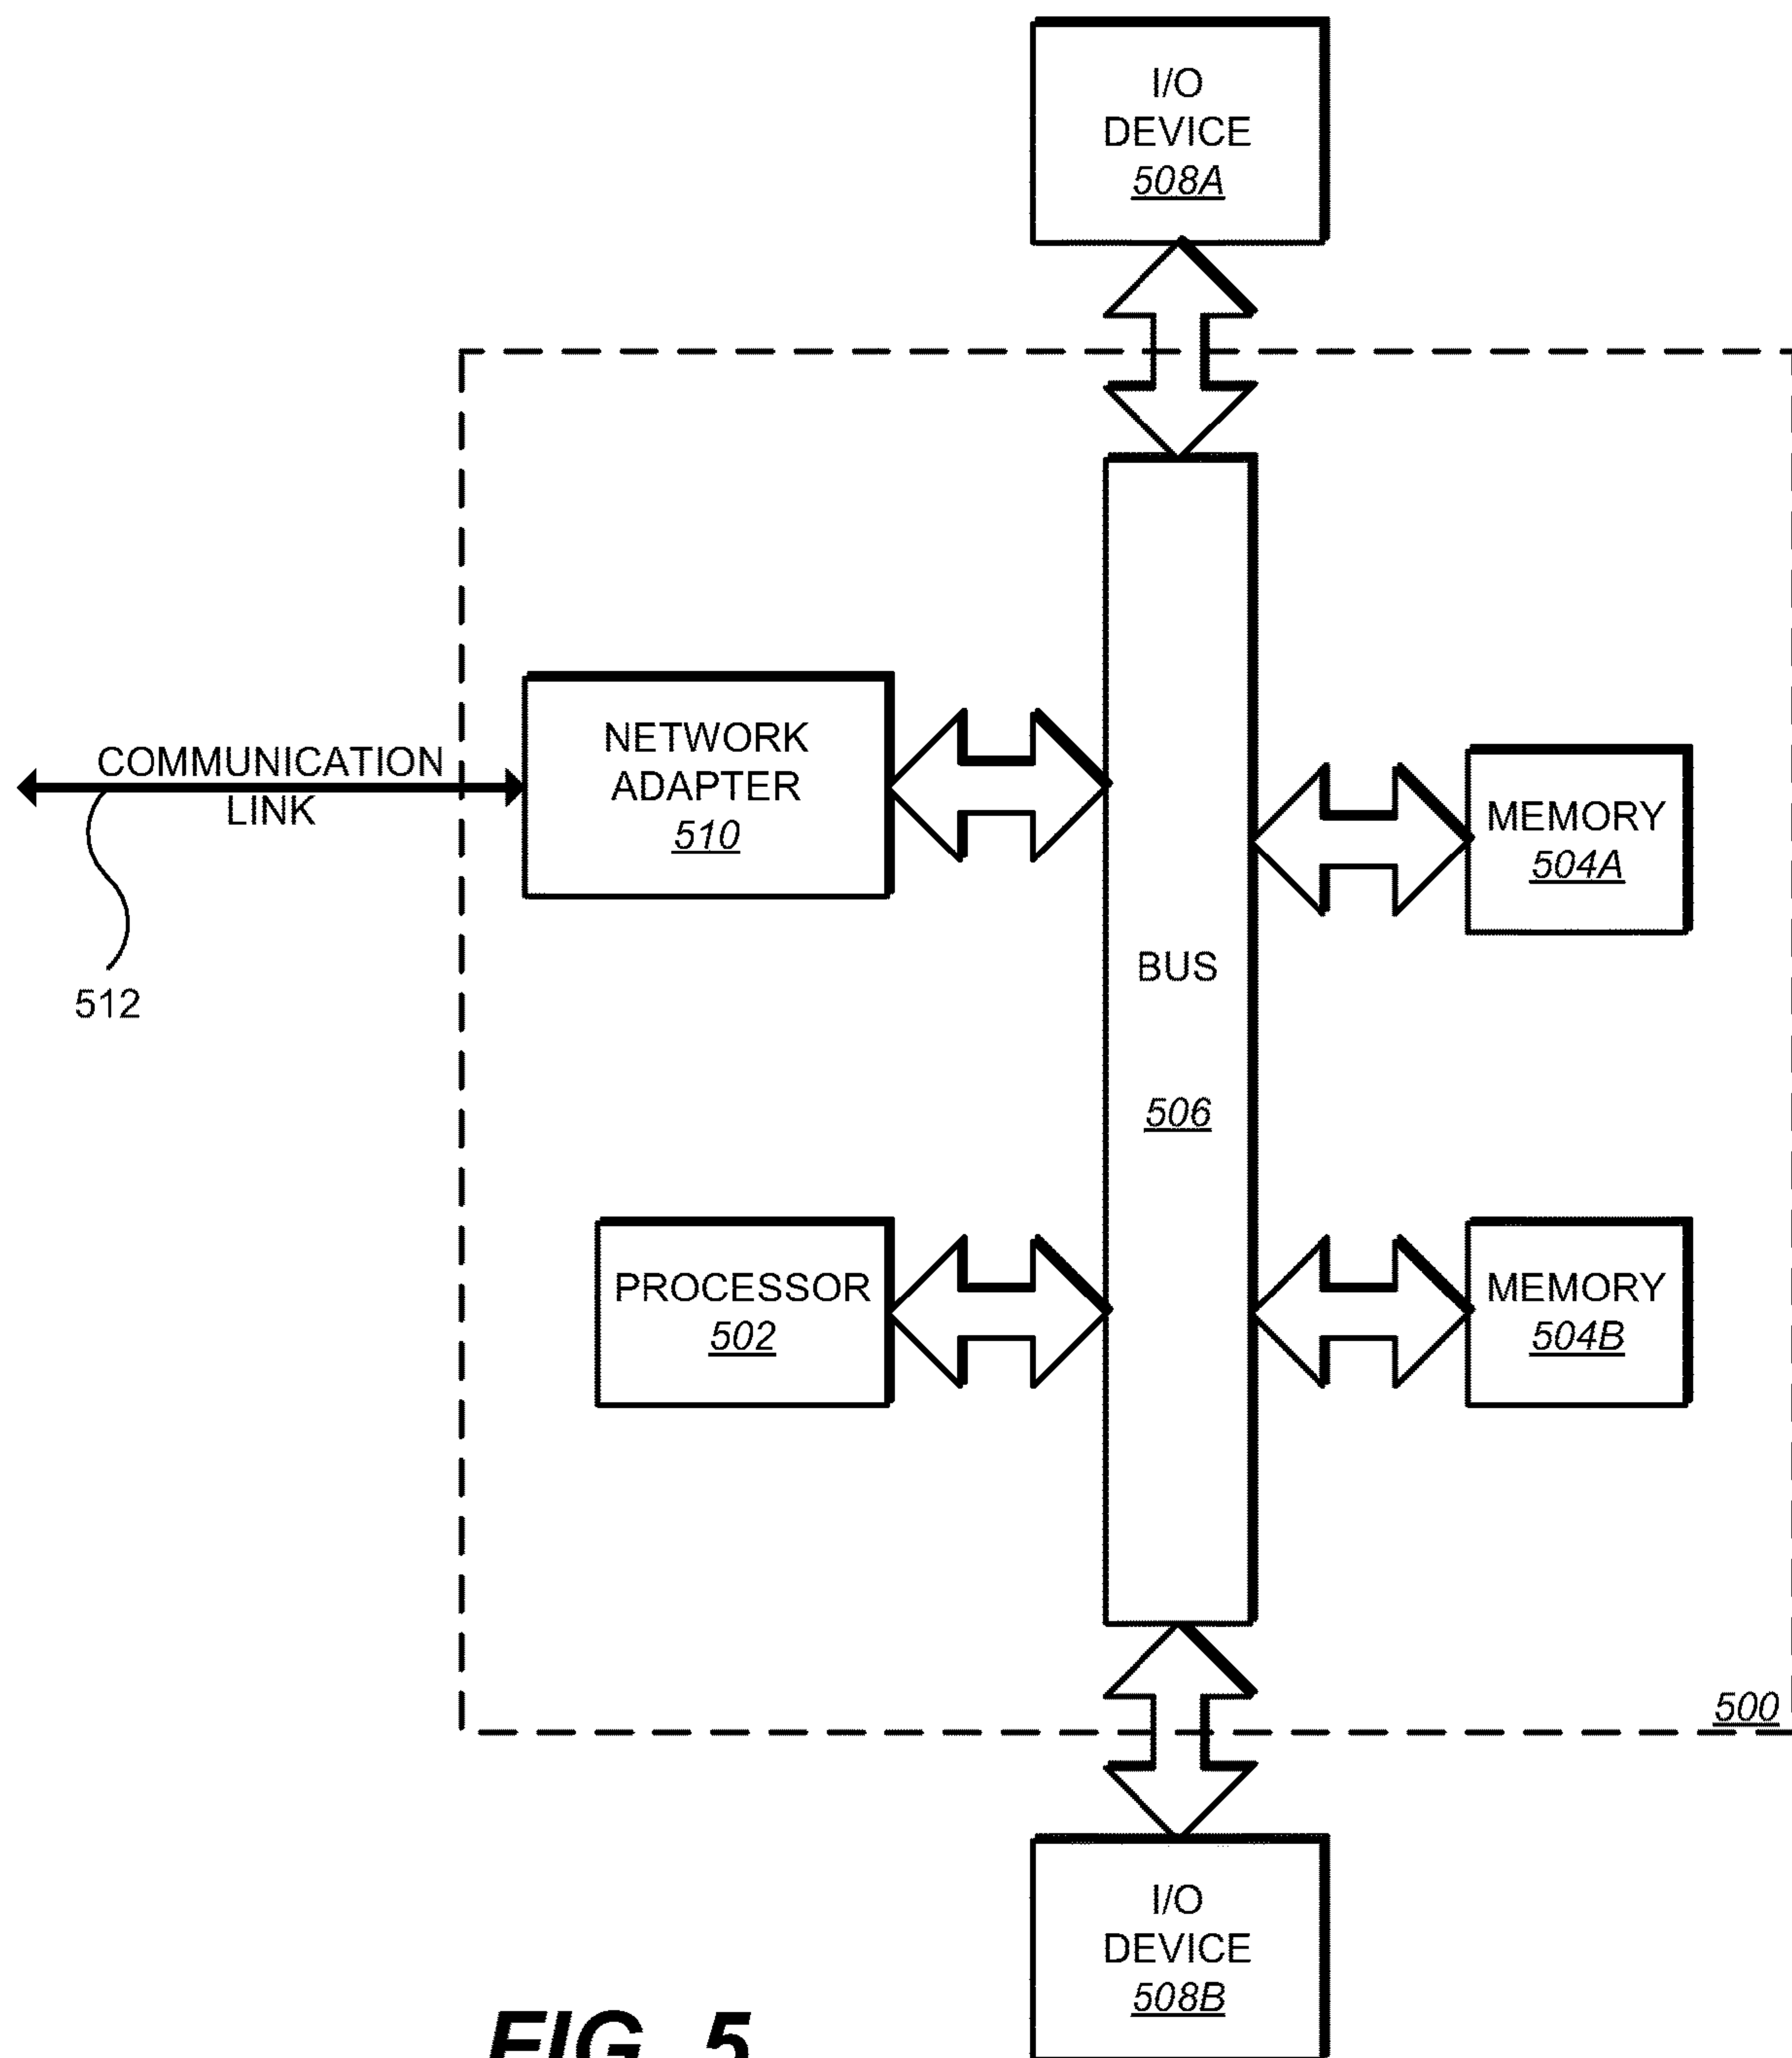 I/O
DEVICE
508A
COMMUNICATION
LINK
512
NETWORK
ADAPTER
510
MEMORY
504A
BUS
506
PROCESSOR
502
MEMORY
504B
500
I/O
DEVICE
508B
FIG. 5